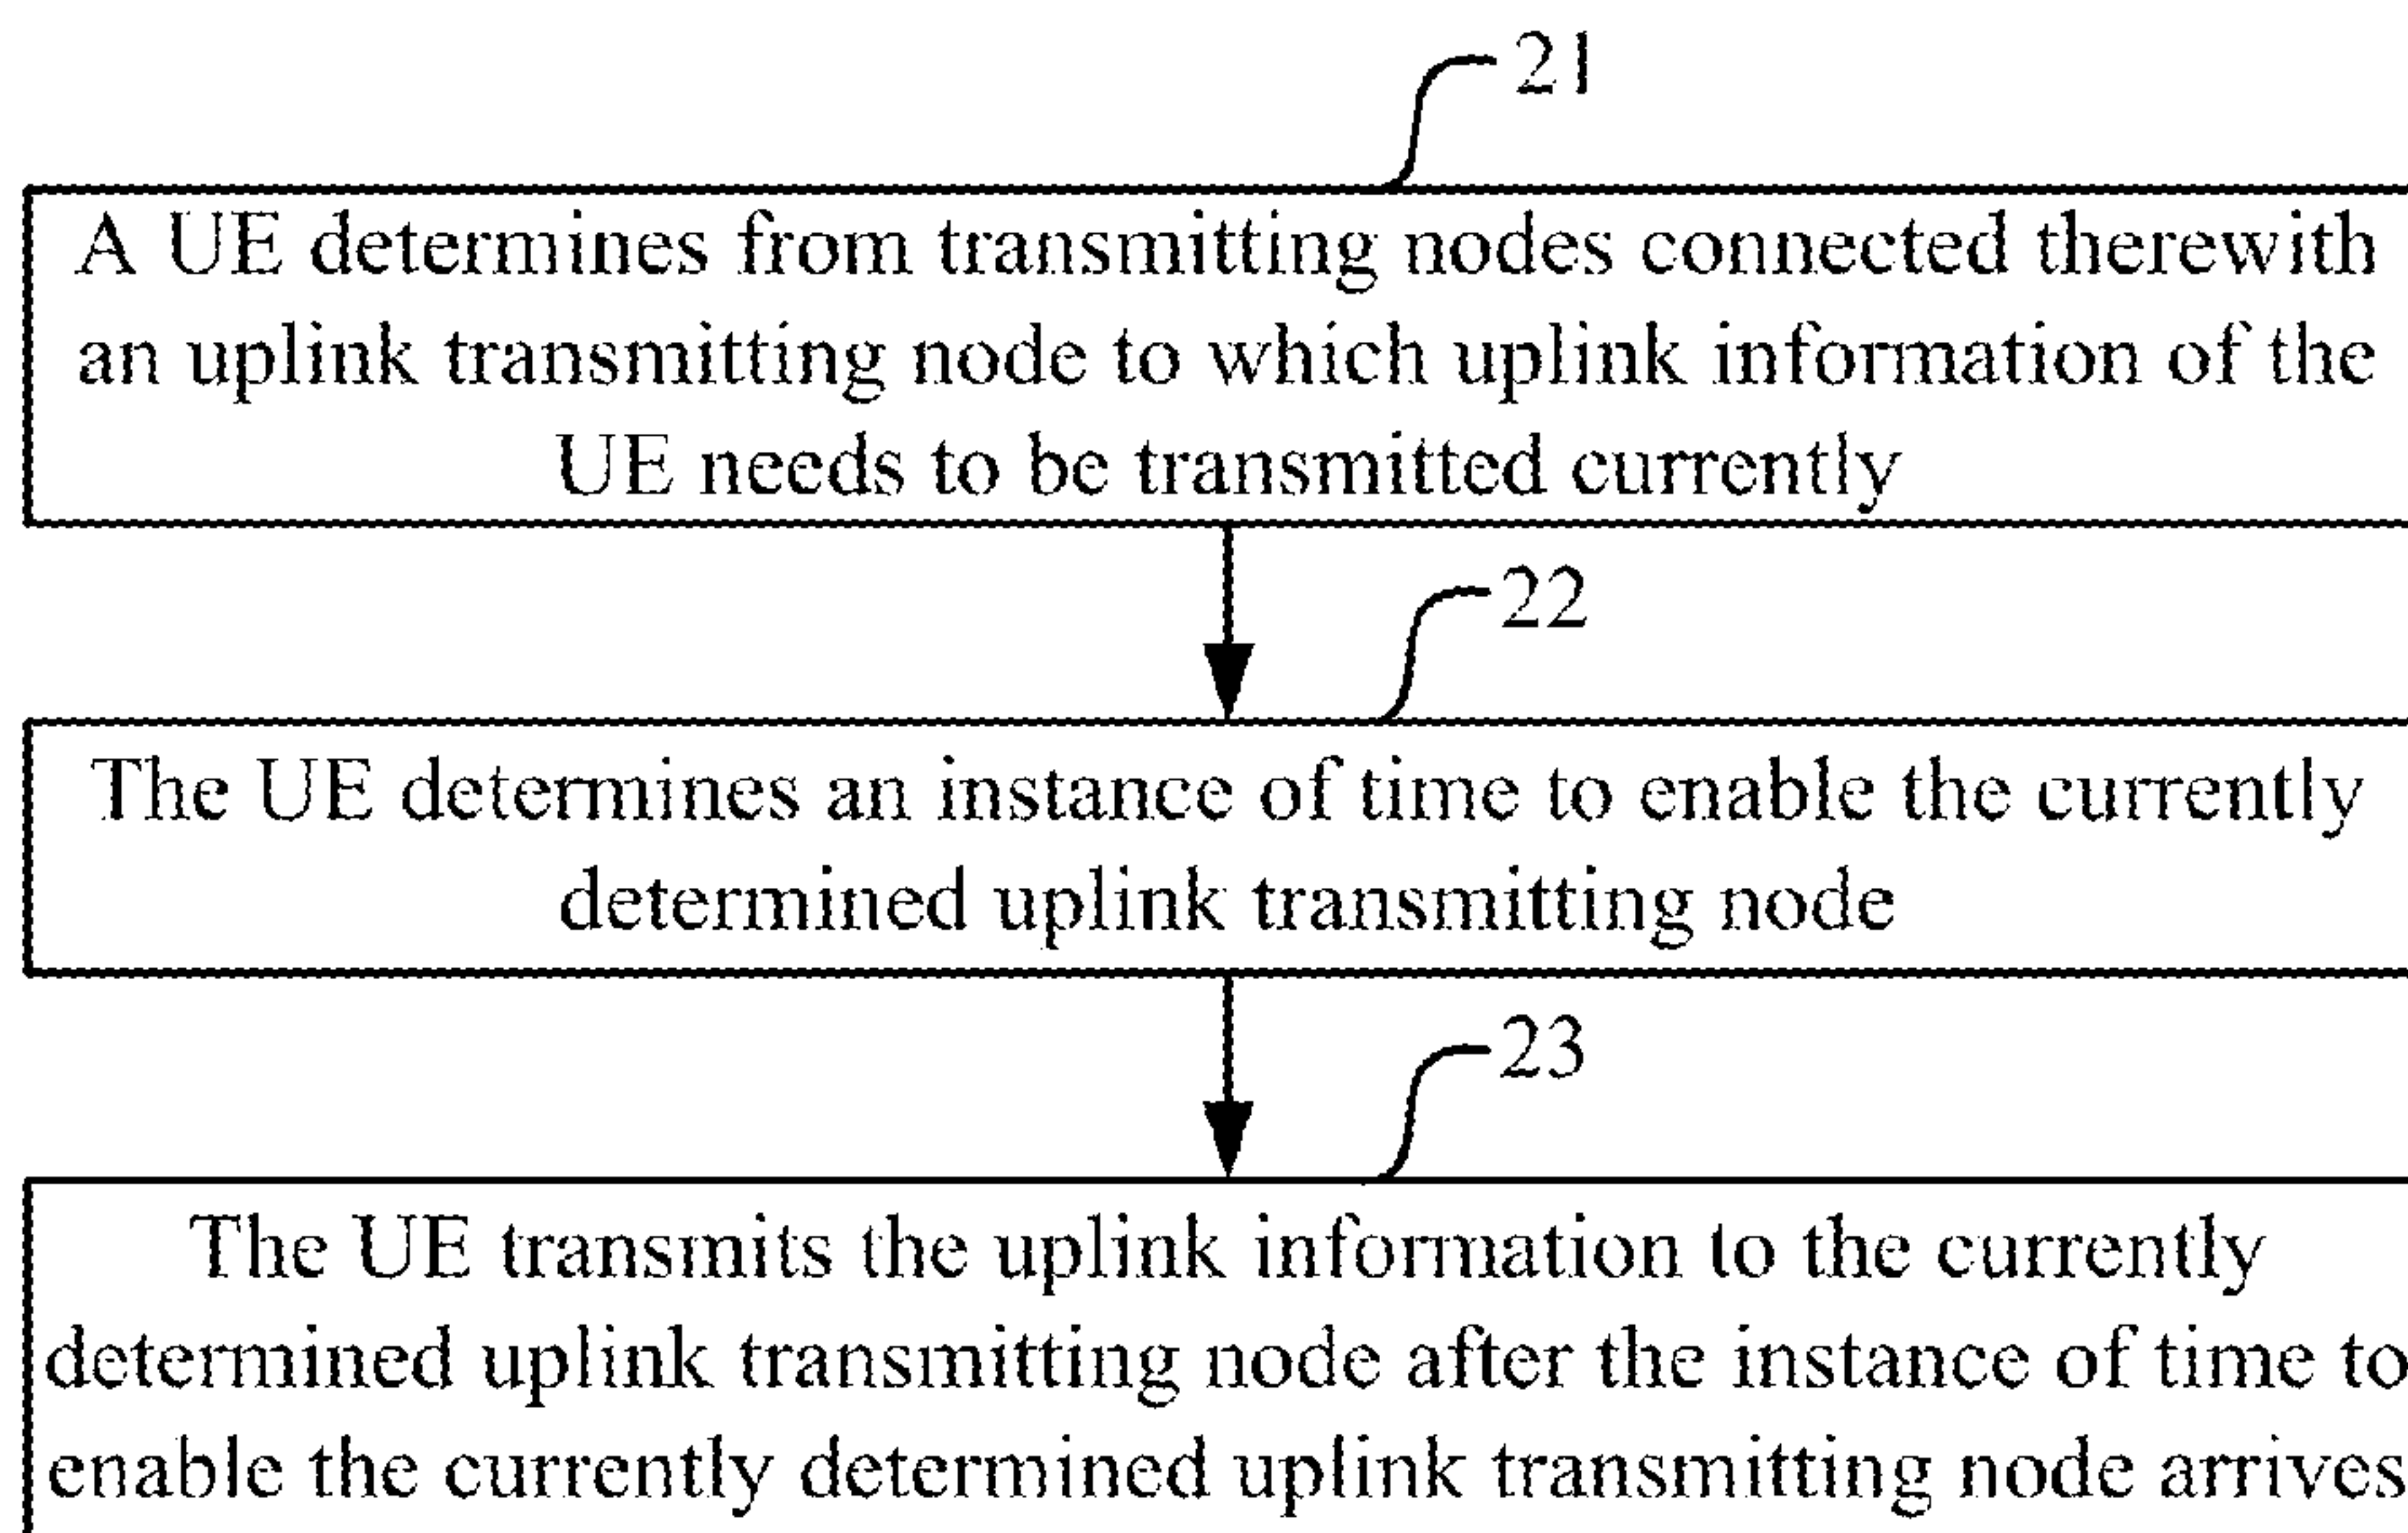 21
A UE determines from transmitting nodes connected therewith
an uplink transmitting node to which uplink information of the
UE needs to be transmitted currently
22
The UE determines an instance of time to enable the currently
determined uplink transmitting node
23
The UE transmits the uplink information to the currently
determined uplink transmitting node after the instance of time to
enable the currently determined uplink transmitting node arrives